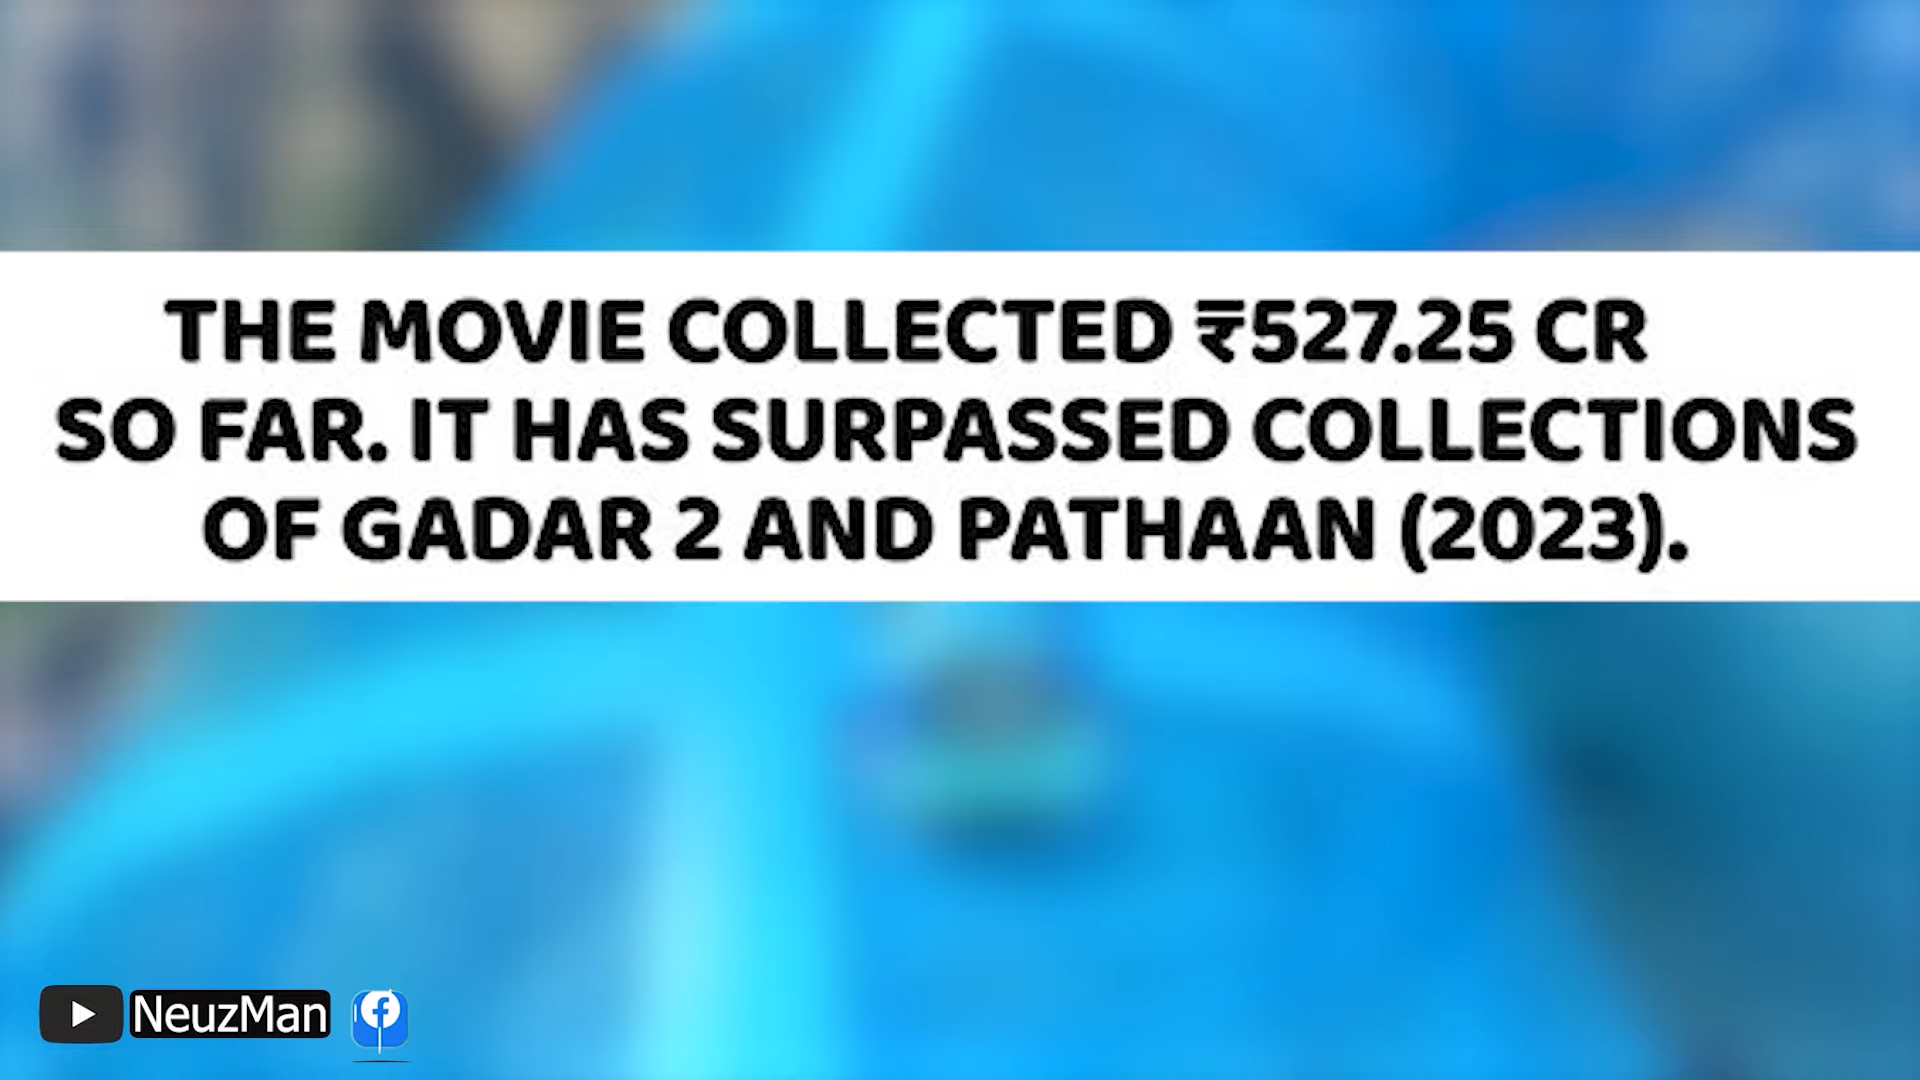 THE MOVIE COLLECTED ₹527.25 CR
SO FAR. IT HAS SURPASSED COLLECTIONS
OF GADAR 2 AND PATHAAN (2023).
NeuzMan